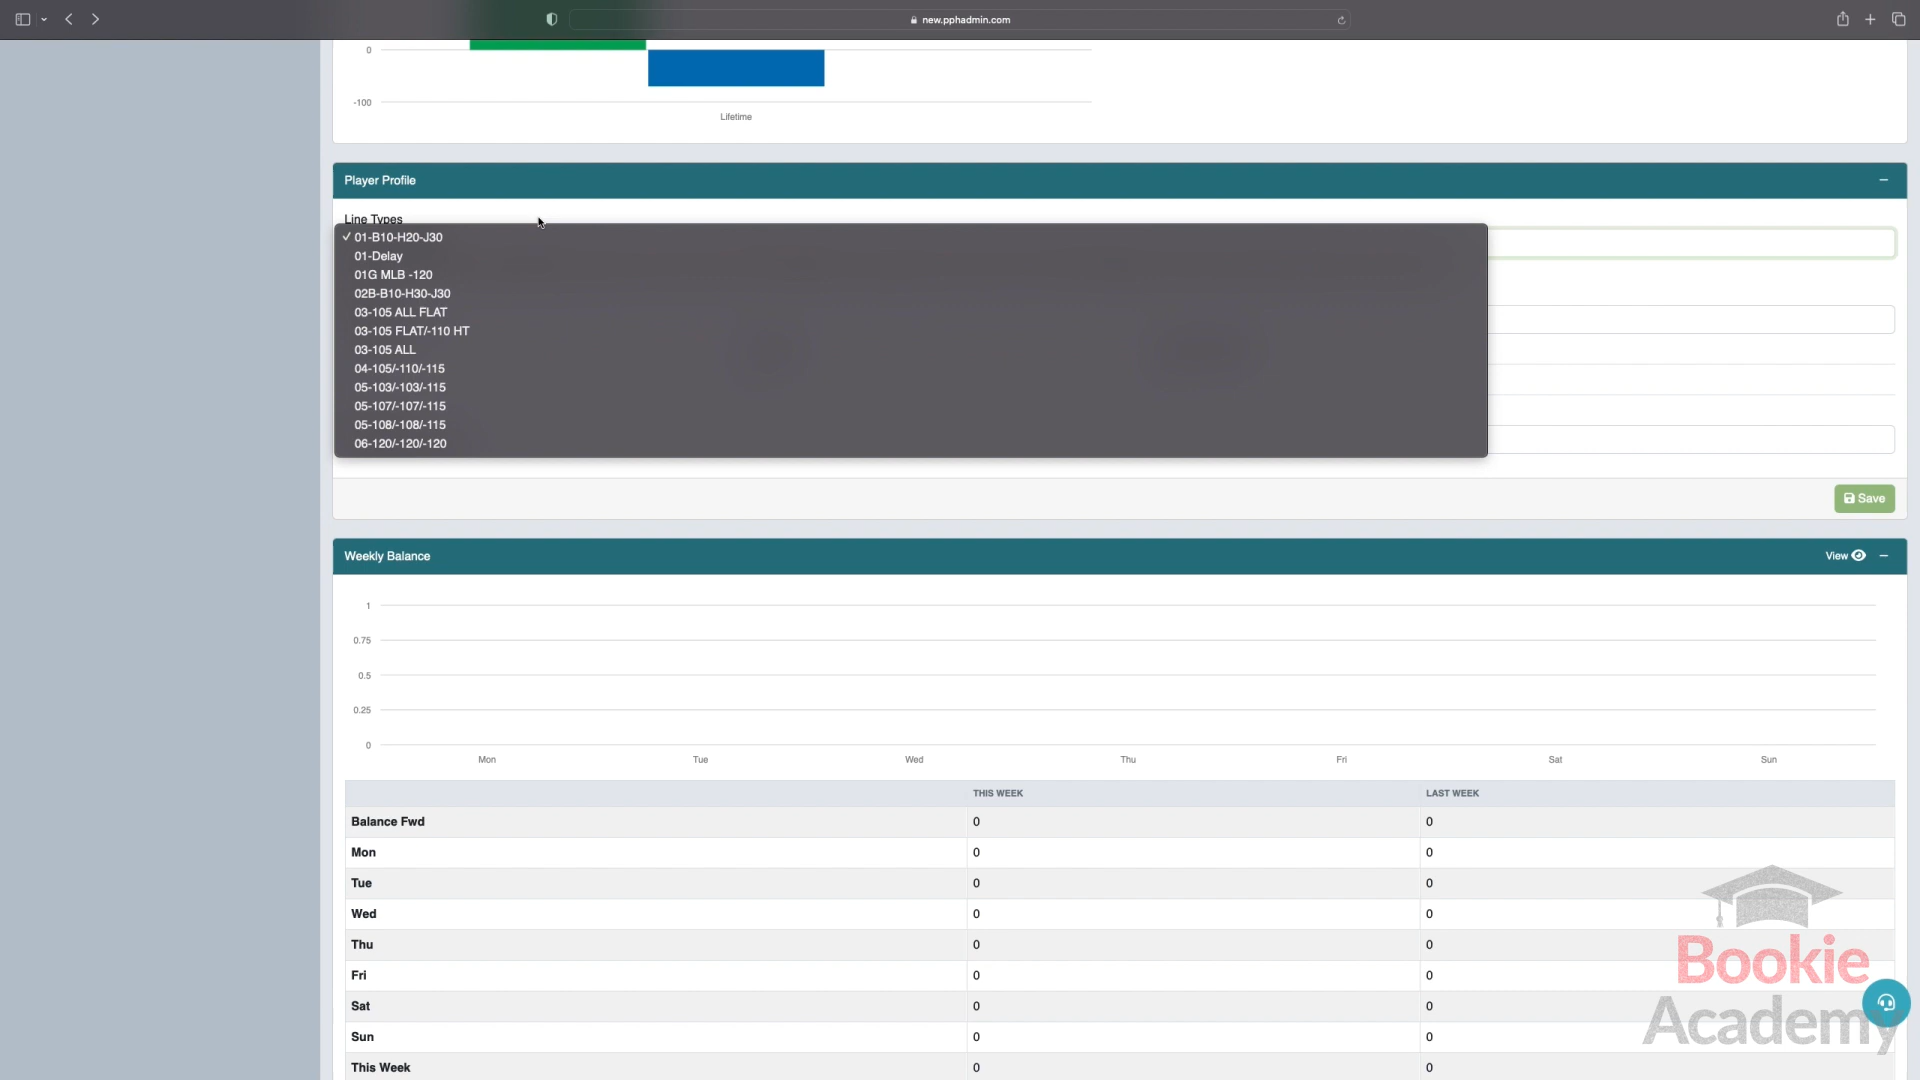 new.pphadmin.com
0
-100
Lifetime
Player Profile
Line Types
✓ 01-B10-H20-J30
01-Delay
01G MLB -120
02B-B10-H30-J30
03-105 ALL FLAT
03-105 FLAT/-110 HT
03-105 ALL
04-105/-110/-115
05-103/-103/-115
05-107/-107/-115
05-108/-108/-115
06-120/-120/-120
Save
Weekly Balance
View
1
0.75
0.5
0.25
0
Mon Tue Wed Thu Fri Sat Sun
THIS WEEK LAST WEEK
Balance Fwd 0 0
Mon 0 0
Tue 0 0
Wed 0 0
Thu 0 0
Fri 0 0
Sat 0 0
Sun 0 0
This Week 0 0
Bookie
Academy